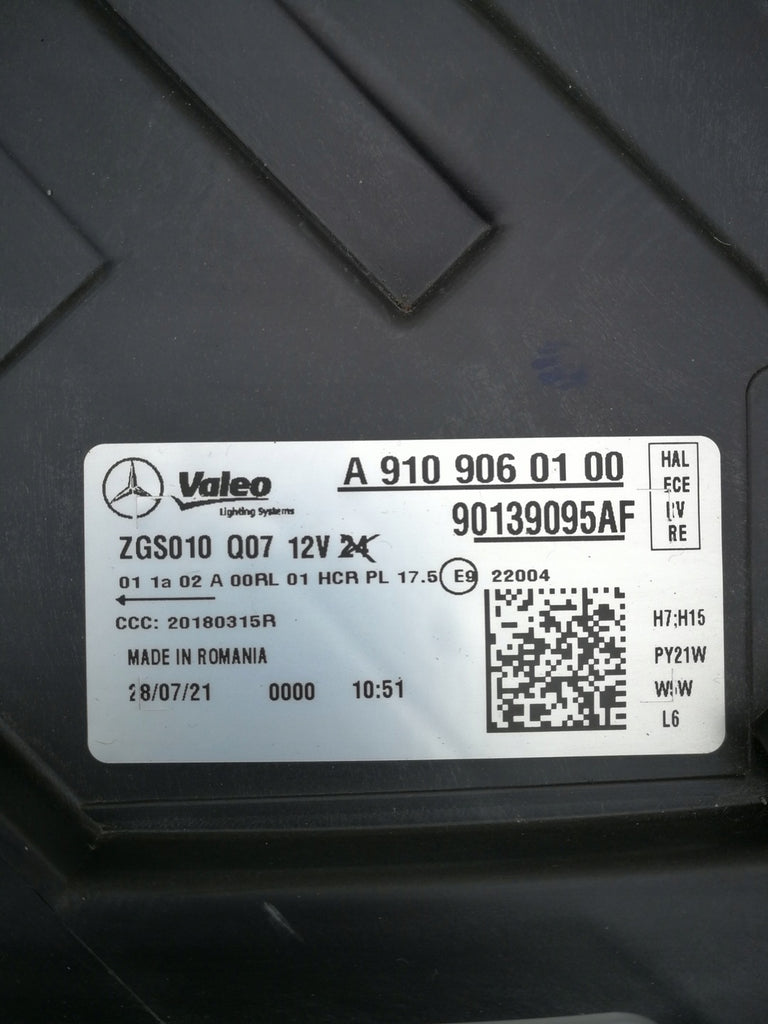 Valeo
Lighting Systems
A 910 906 01 00
90139095AF
HAL
ECE
RE
ZGS010 Q07 12V 24
01 1a 02 A 00RL 01 HCR PL 17.5 E9 22004
CCC: 20180315R
MADE IN ROMANIA
28/07/21 0000 10:51
H7;H15
PY21W
W5W
L6